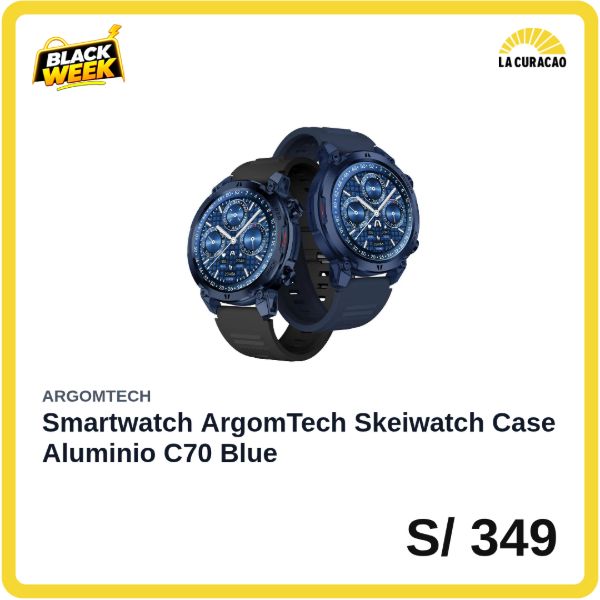 BLACK
WEEK
LA CURACAO
ARGOMTECH
Smartwatch ArgomTech Skeiwatch Case
Aluminio C70 Blue
S/ 349